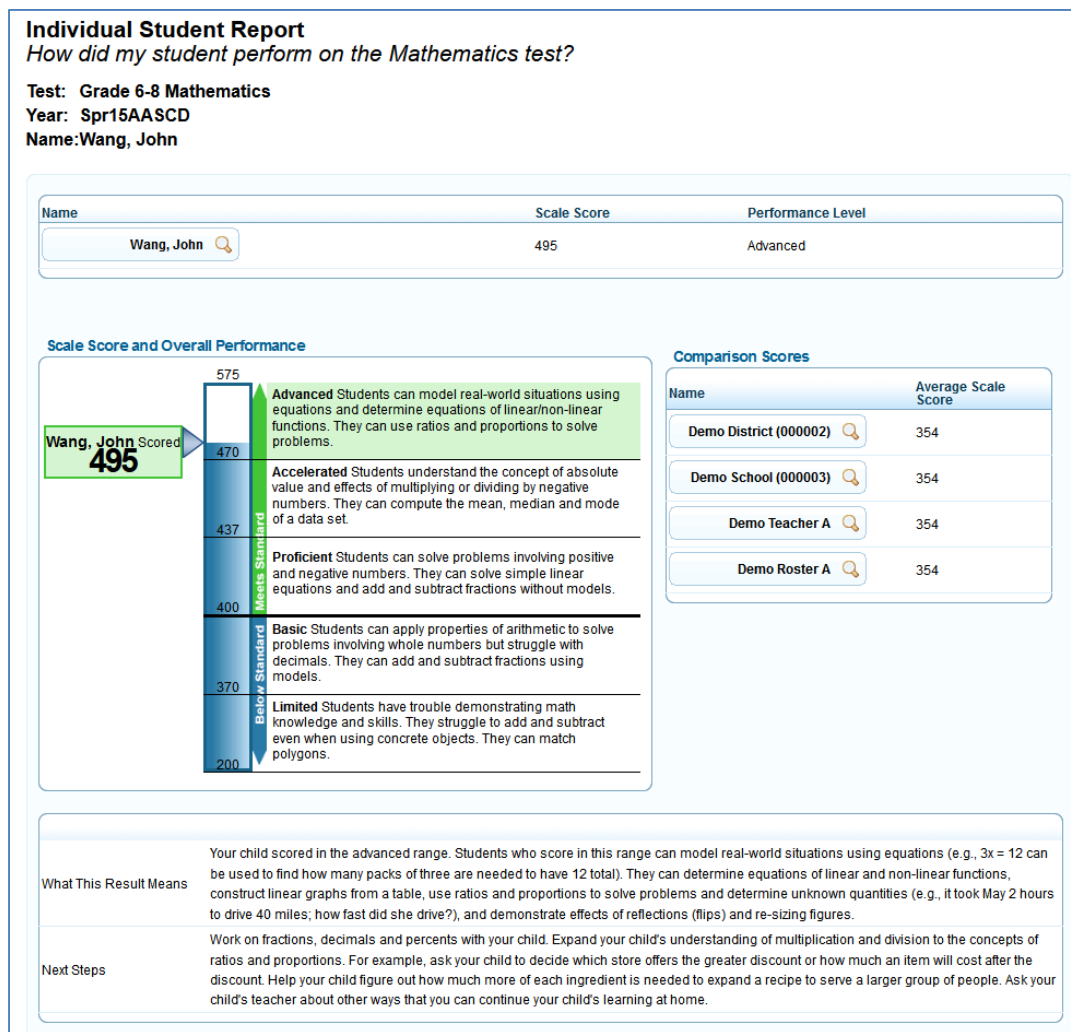 Individual Student Report
How did my student perform on the Mathematics test?
Test: Grade 6-8 Mathematics
Year: Spr15AASCD
Name:Wang, John
Name Scale Score Performance Level
Wang, John 495 Advanced
Scale Score and Overall Performance
575
Wang, John Scored
495
470
437
400
370
200
Meets Standard
Below Standard
Advanced Students can model real-world situations using
equations and determine equations of linear/non-linear
functions. They can use ratios and proportions to solve
problems.
Accelerated Students understand the concept of absolute
value and effects of multiplying or dividing by negative
numbers. They can compute the mean, median and mode
of a data set.
Proficient Students can solve problems involving positive
and negative numbers. They can solve simple linear
equations and add and subtract fractions without models.
Basic Students can apply properties of arithmetic to solve
problems involving whole numbers but struggle with
decimals. They can add and subtract fractions using
models.
Limited Students have trouble demonstrating math
knowledge and skills. They struggle to add and subtract
even when using concrete objects. They can match
polygons.
Comparison Scores
Name Average Scale
Score
Demo District (000002) 354
Demo School (000003) 354
Demo Teacher A 354
Demo Roster A 354
What This Result Means
Your child scored in the advanced range. Students who score in this range can model real-world situations using equations (e.g., 3x = 12 can
be used to find how many packs of three are needed to have 12 total). They can determine equations of linear and non-linear functions,
construct linear graphs from a table, use ratios and proportions to solve problems and determine unknown quantities (e.g., it took May 2 hours
to drive 40 miles; how fast did she drive?), and demonstrate effects of reflections (flips) and re-sizing figures.
Next Steps
Work on fractions, decimals and percents with your child. Expand your child's understanding of multiplication and division to the concepts of
ratios and proportions. For example, ask your child to decide which store offers the greater discount or how much an item will cost after the
discount. Help your child figure out how much more of each ingredient is needed to expand a recipe to serve a larger group of people. Ask your
child's teacher about other ways that you can continue your child's learning at home.